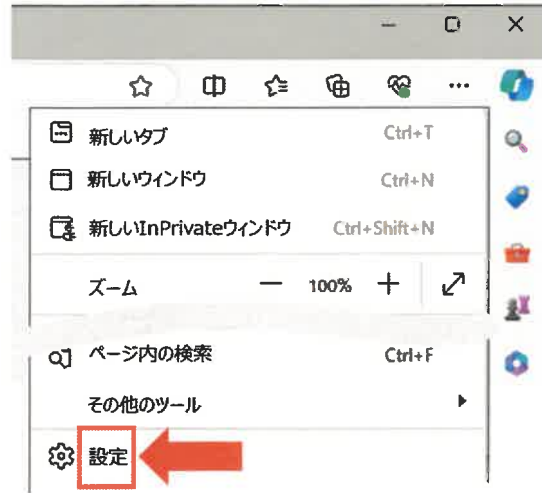 新しいタブ Ctrl+T
新しいウィンドウ Ctrl+N
新しいInPrivateウィンドウ Ctrl+Shift+N
ズーム 100%
ページ内の検索 Ctrl+F
その他のツール
設定